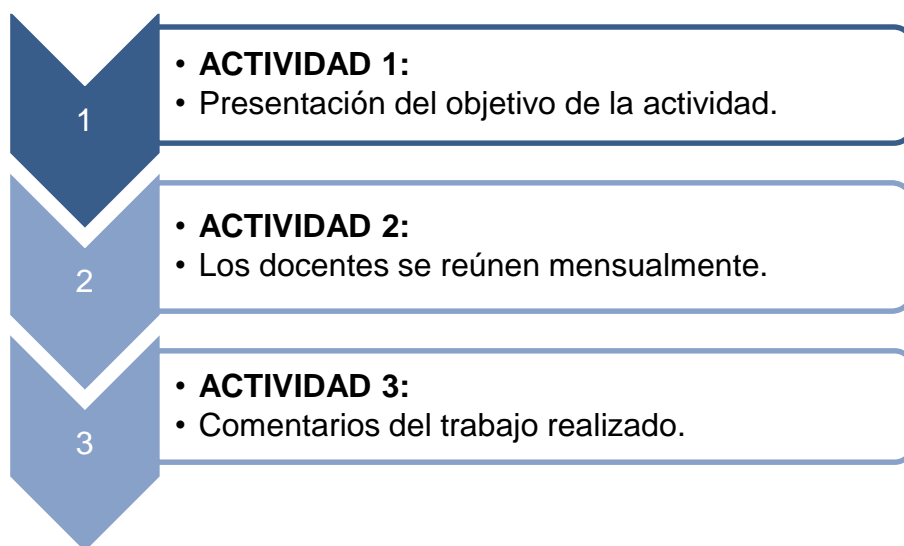 1
• ACTIVIDAD 1:
• Presentación del objetivo de la actividad.
2
• ACTIVIDAD 2:
• Los docentes se reúnen mensualmente.
3
• ACTIVIDAD 3:
• Comentarios del trabajo realizado.